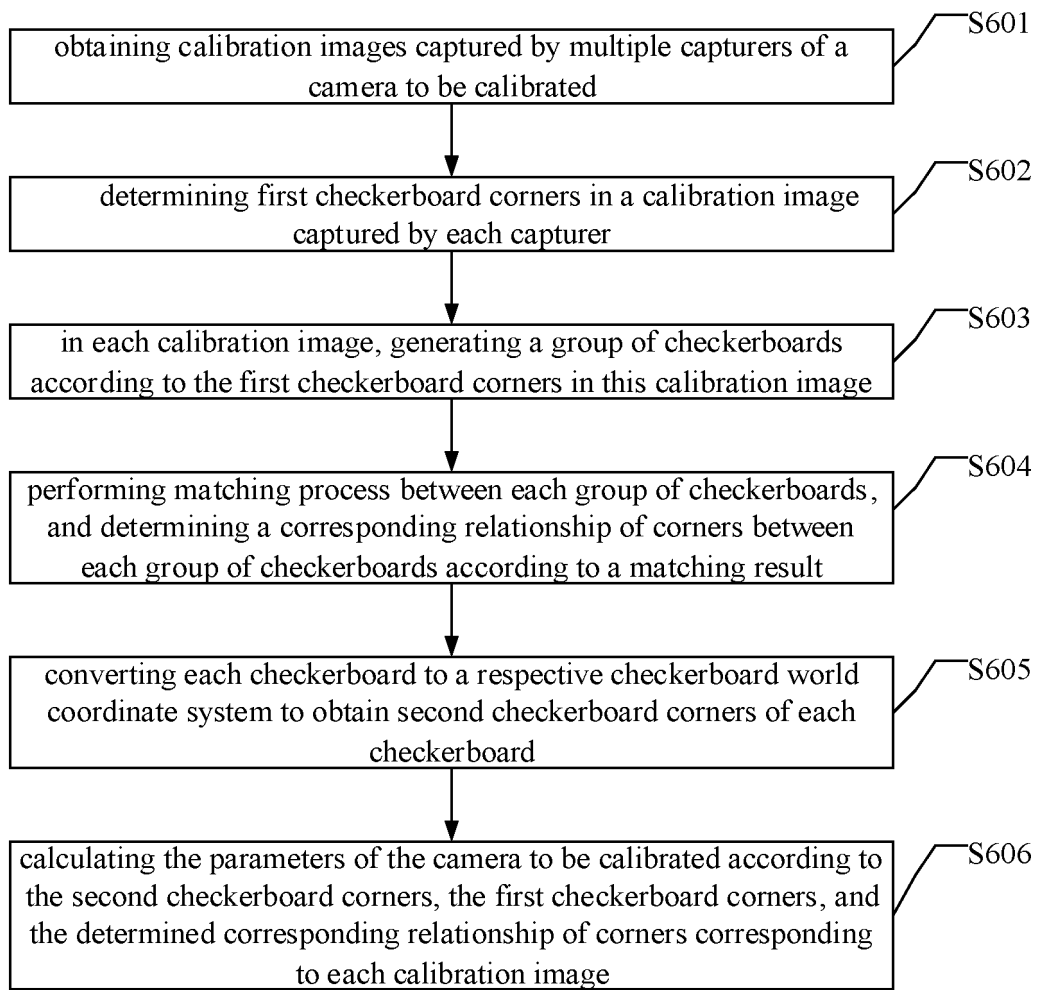 S601
obtaining calibration images captured by multiple capturers of a
camera to be calibrated
S602
determining first checkerboard corners in a calibration image
captured by each capturer
S603
in each calibration image, generating a group of checkerboards
according to the first checkerboard corners in this calibration image
S604
performing matching process between each group of checkerboards,
and determining a corresponding relationship of corners between
each group of checkerboards according to a matching result
S605
converting each checkerboard to a respective checkerboard world
coordinate system to obtain second checkerboard corners of each
checkerboard
S606
calculating the parameters of the camera to be calibrated according to
the second checkerboard corners, the first checkerboard corners, and
the determined corresponding relationship of corners corresponding
to each calibration image